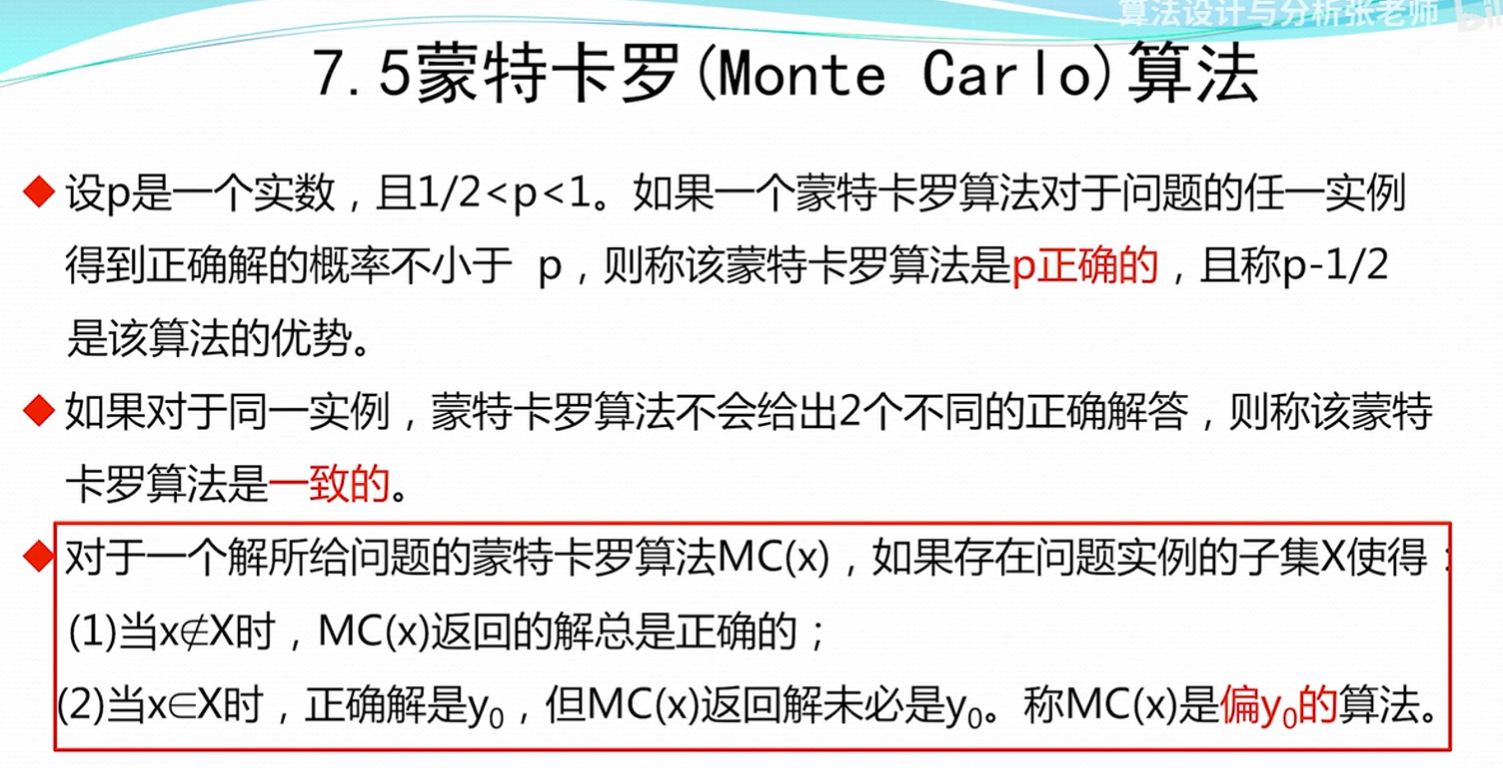 算法设计与分析张老师
7.5蒙特卡罗(Monte Carlo)算法
◆设p是一个实数，且1/2<p<1。如果一个蒙特卡罗算法对于问题的任一实例
得到正确解的概率不小于 p，则称该蒙特卡罗算法是p正确的，且称p-1/2
是该算法的优势。
◆如果对于同一实例，蒙特卡罗算法不会给出2个不同的正确解答，则称该蒙特
卡罗算法是一致的。
◆对于一个解所给问题的蒙特卡罗算法MC(x)，如果存在问题实例的子集X使得：
(1)当x∉X时，MC(x)返回的解总是正确的；
(2)当x∈X时，正确解是y₀，但MC(x)返回解未必是y₀。称MC(x)是偏y₀的算法。